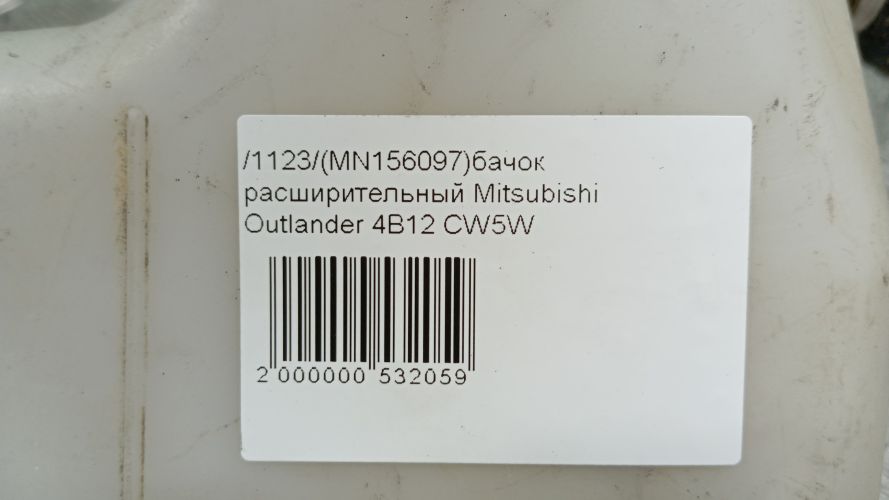 /1123/(MN156097)бачок
расширительный Mitsubishi
Outlander 4B12 CW5W
2 000000 532059